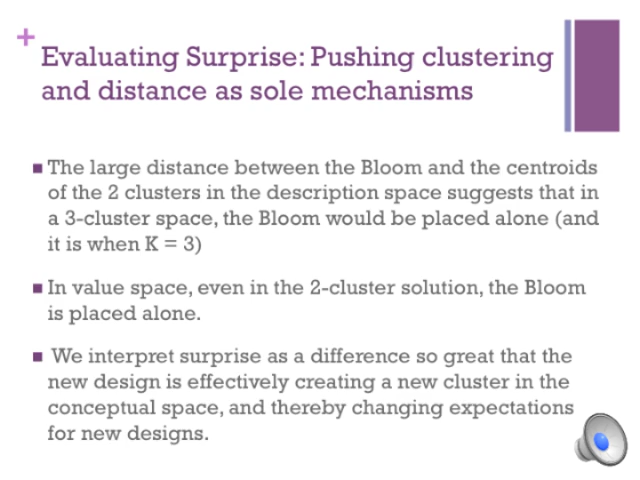 +
Evaluating Surprise: Pushing clustering
and distance as sole mechanisms
The large distance between the Bloom and the centroids
of the 2 clusters in the description space suggests that in
a 3-cluster space, the Bloom would be placed alone (and
it is when K = 3)
In value space, even in the 2-cluster solution, the Bloom
is placed alone.
We interpret surprise as a difference so great that the
new design is effectively creating a new cluster in the
conceptual space, and thereby changing expectations
for new designs.